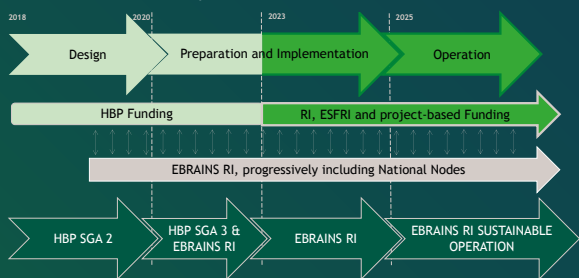 2018
2020
2023
2025
Design
Preparation and Implementation
Operation
HBP Funding
RI, ESFRI and project-based Funding
EBRAINS RI, progressively including National Nodes
HBP SGA 2
HBP SGA 3 &
EBRAINS RI
EBRAINS RI
EBRAINS RI SUSTAINABLE
OPERATION